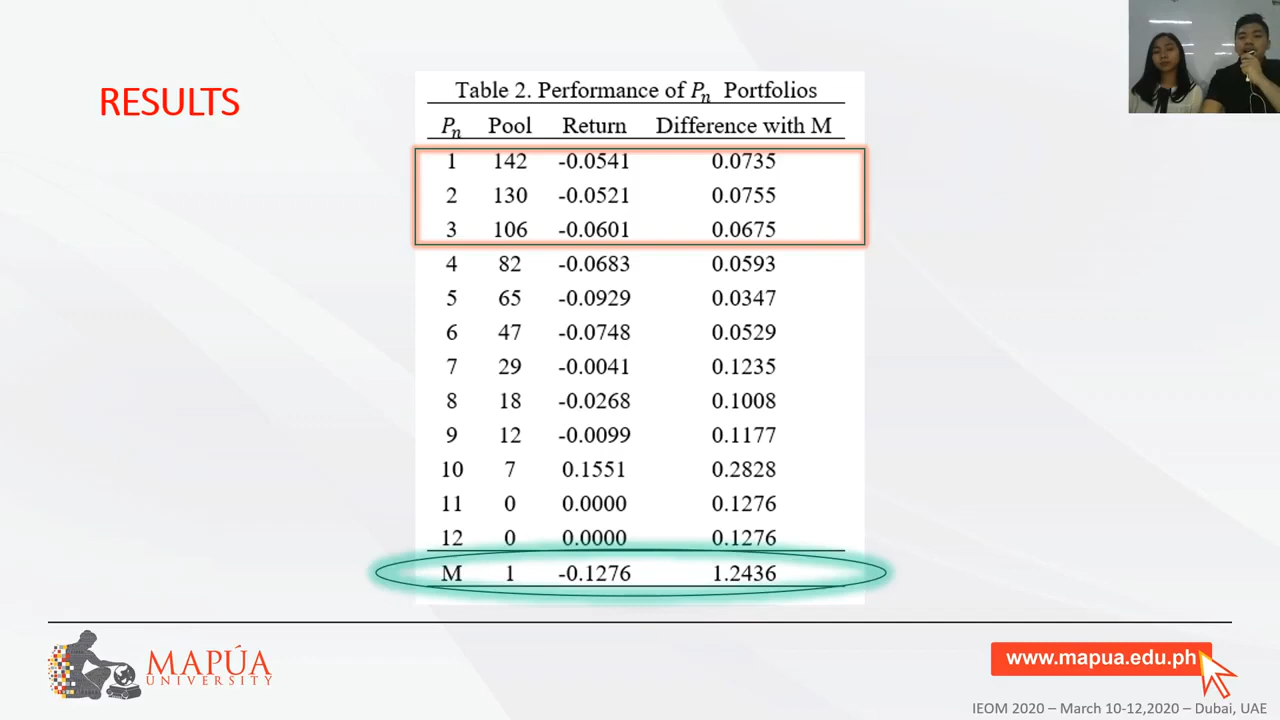 RESULTS
Table 2. Performance of Pn Portfolios
Pn Pool Return Difference with M
1 142 -0.0541 0.0735
2 130 -0.0521 0.0755
3 106 -0.0601 0.0675
4 82 -0.0683 0.0593
5 65 -0.0929 0.0347
6 47 -0.0748 0.0529
7 29 -0.0041 0.1235
8 18 -0.0268 0.1008
9 12 -0.0099 0.1177
10 7 0.1551 0.2828
11 0 0.0000 0.1276
12 0 0.0000 0.1276
M 1 -0.1276 1.2436
MAPÚA
UNIVERSITY
www.mapua.edu.ph
IEOM 2020 – March 10-12,2020 – Dubai, UAE